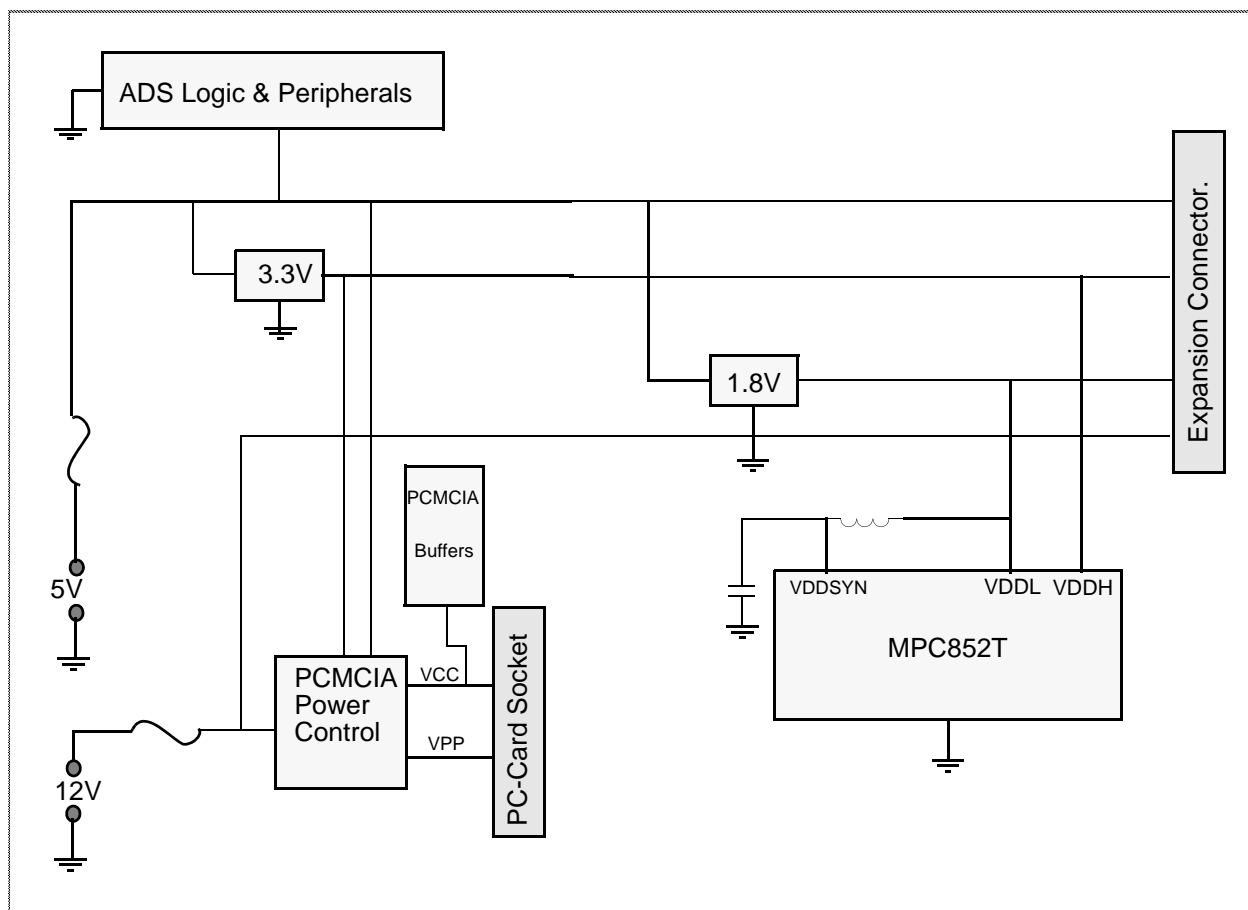 ADS Logic & Peripherals
Expansion Connector.
3.3V
1.8V
PCMCIA
Buffers
5V
VDDSYN
VDDL
VDDH
MPC852T
PCMCIA
Power
Control
VCC
VPP
PC-Card Socket
12V